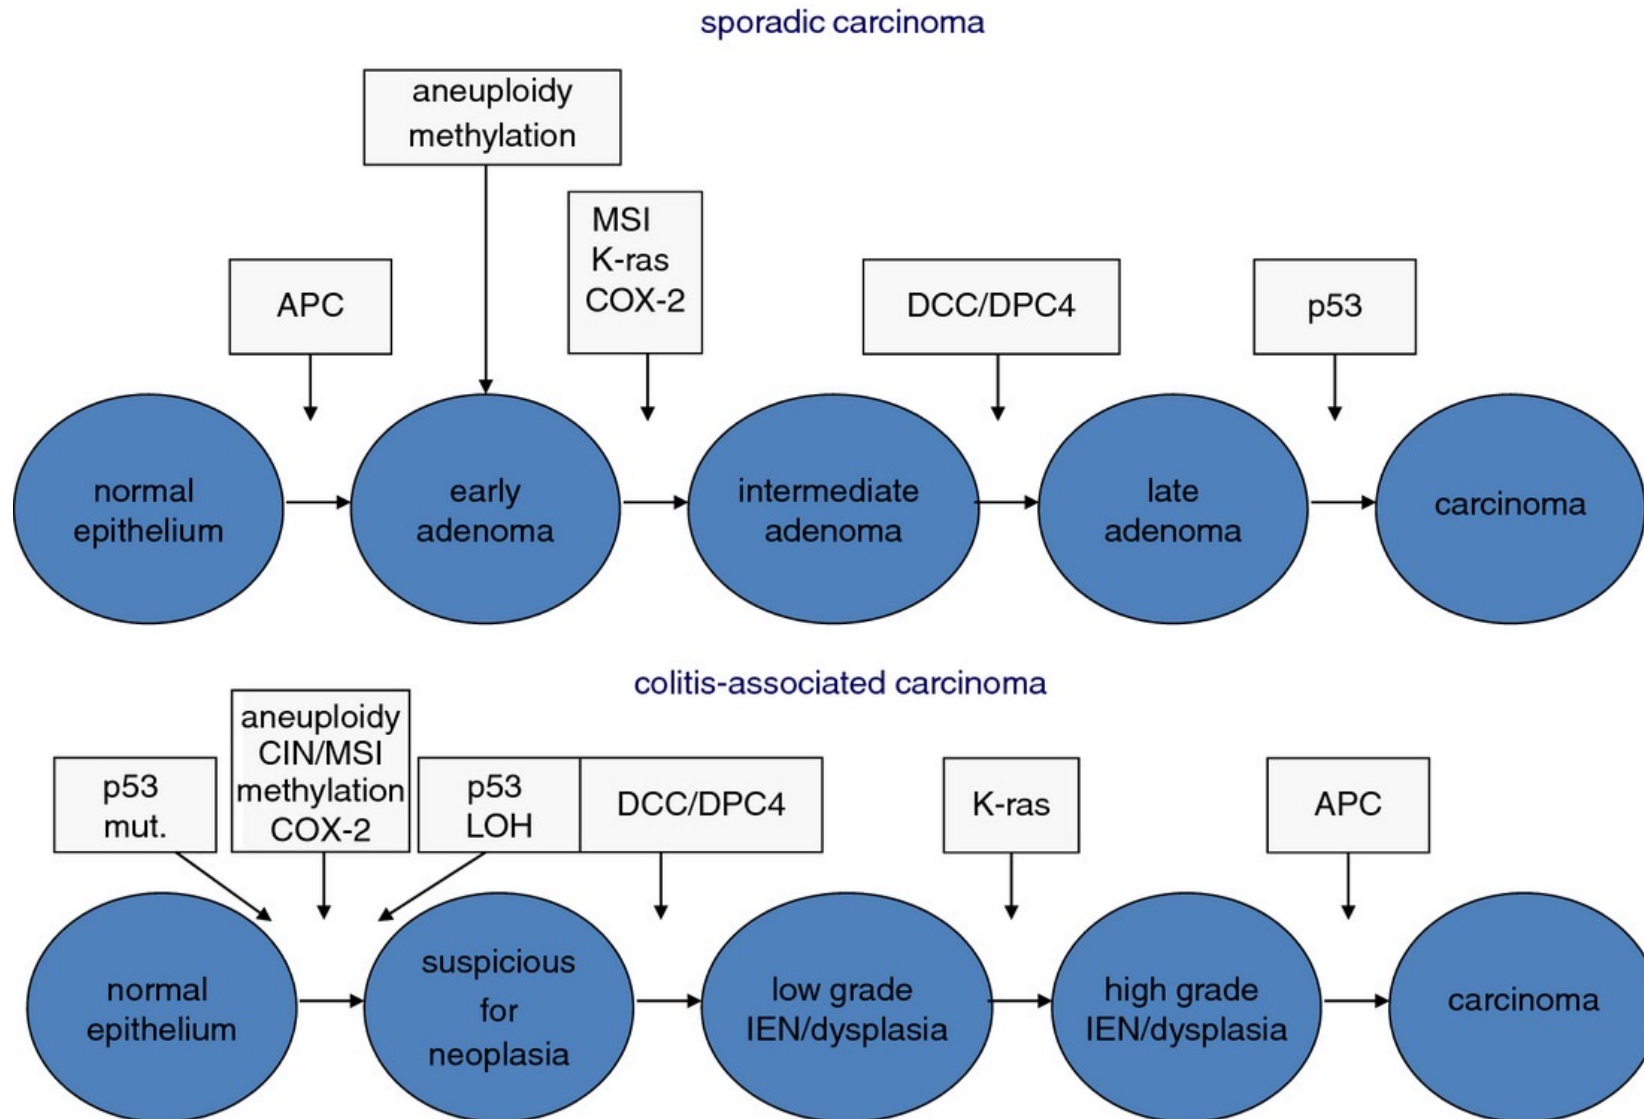 sporadic carcinoma
aneuploidy
methylation
MSI
K-ras
COX-2
APC
DCC/DPC4
p53
normal
epithelium
early
adenoma
intermediate
adenoma
late
adenoma
carcinoma
colitis-associated carcinoma
p53
mut.
aneuploidy
CIN/MSI
methylation
COX-2
p53
LOH
DCC/DPC4
K-ras
APC
normal
epithelium
suspicious
for
neoplasia
low grade
IEN/dysplasia
high grade
IEN/dysplasia
carcinoma